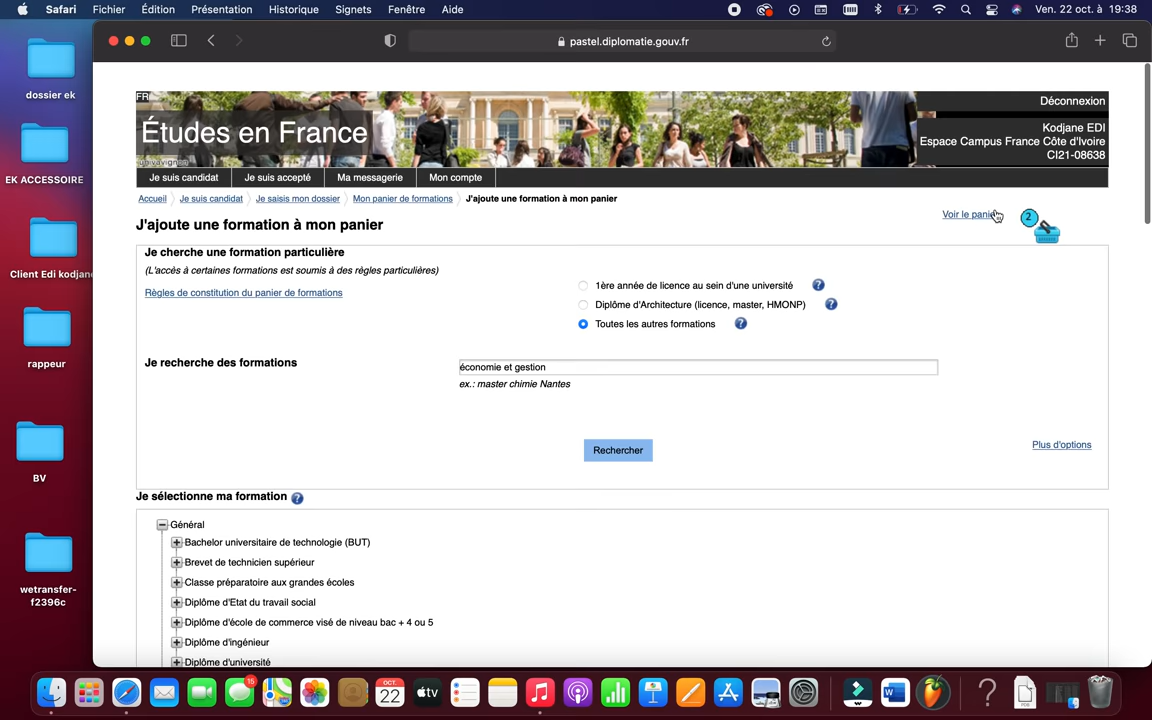 Safari Fichier Édition Présentation Historique Signets Fenêtre Aide Ven. 22 oct. à 19:38
pastel.diplomatie.gouv.fr
dossier ek
EK ACCESSOIRE
Client Edi kodjane
rappeur
BV
wetransfer-
f2396c
FR
Déconnexion
Études en France
Kodjane EDI
Espace Campus France Côte d'Ivoire
CI21-08638
univavignon
Je suis candidat Je suis accepté Ma messagerie Mon compte
Accueil Je suis candidat Je saisis mon dossier Mon panier de formations J'ajoute une formation à mon panier
Voir le panier
2
J'ajoute une formation à mon panier
Je cherche une formation particulière
(L'accès à certaines formations est soumis à des règles particulières)
Règles de constitution du panier de formations
1ère année de licence au sein d'une université ?
Diplôme d'Architecture (licence, master, HMONP) ?
Toutes les autres formations ?
Je recherche des formations
économie et gestion
ex.: master chimie Nantes
Rechercher
Plus d'options
Je sélectionne ma formation ?
Général
Bachelor universitaire de technologie (BUT)
Brevet de technicien supérieur
Classe préparatoire aux grandes écoles
Diplôme d'Etat du travail social
Diplôme d'école de commerce visé de niveau bac + 4 ou 5
Diplôme d'ingénieur
Diplôme d'université
15
OCT.
22
tv
W
?